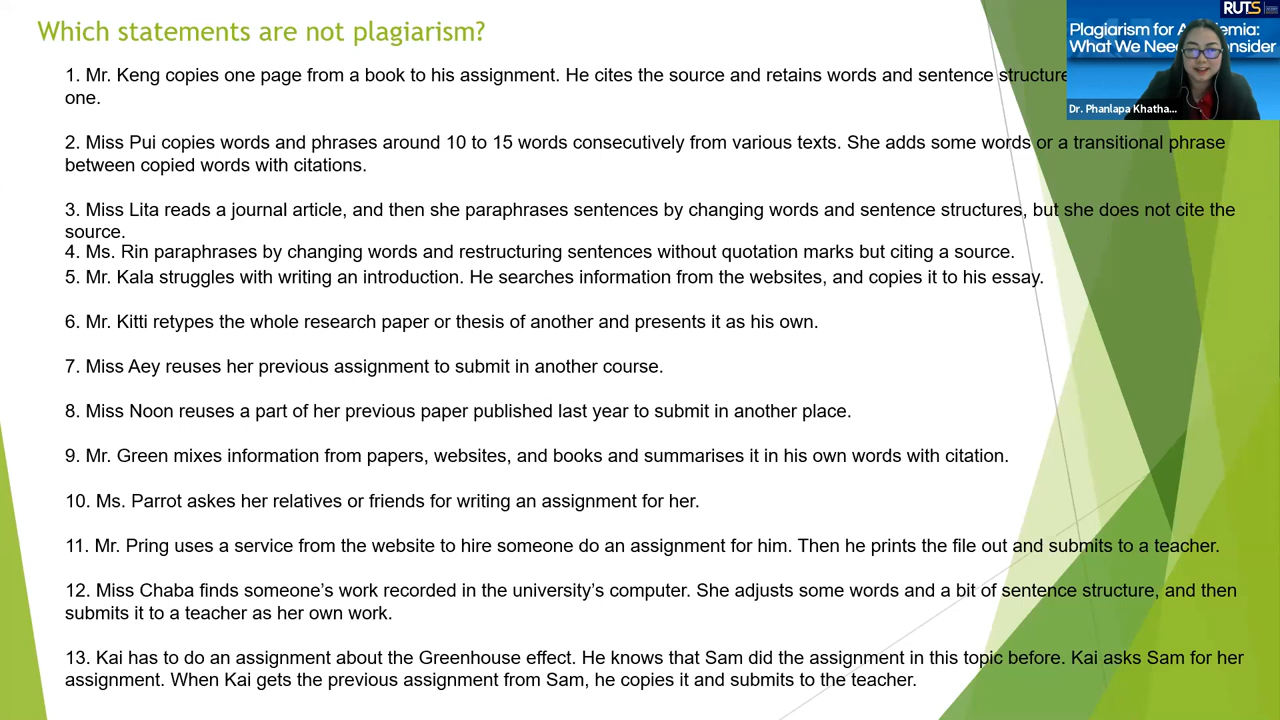 Which statements are not plagiarism?
RUTS
Plagiarism for A emia:
What We Nee nsider
Dr. Phanlapa Khatha...
1. Mr. Keng copies one page from a book to his assignment. He cites the source and retains words and sentence structure
one.
2. Miss Pui copies words and phrases around 10 to 15 words consecutively from various texts. She adds some words or a transitional phrase
between copied words with citations.
3. Miss Lita reads a journal article, and then she paraphrases sentences by changing words and sentence structures, but she does not cite the
source.
4. Ms. Rin paraphrases by changing words and restructuring sentences without quotation marks but citing a source.
5. Mr. Kala struggles with writing an introduction. He searches information from the websites, and copies it to his essay.
6. Mr. Kitti retypes the whole research paper or thesis of another and presents it as his own.
7. Miss Aey reuses her previous assignment to submit in another course.
8. Miss Noon reuses a part of her previous paper published last year to submit in another place.
9. Mr. Green mixes information from papers, websites, and books and summarises it in his own words with citation.
10. Ms. Parrot askes her relatives or friends for writing an assignment for her.
11. Mr. Pring uses a service from the website to hire someone do an assignment for him. Then he prints the file out and submits to a teacher.
12. Miss Chaba finds someone's work recorded in the university's computer. She adjusts some words and a bit of sentence structure, and then
submits it to a teacher as her own work.
13. Kai has to do an assignment about the Greenhouse effect. He knows that Sam did the assignment in this topic before. Kai asks Sam for her
assignment. When Kai gets the previous assignment from Sam, he copies it and submits to the teacher.